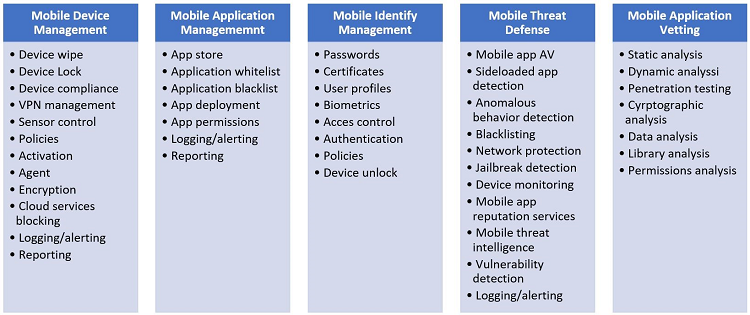 Mobile Device
Management
• Device wipe
• Device Lock
• Device compliance
• VPN management
• Sensor control
• Policies
• Activation
• Agent
• Encryption
• Cloud services
blocking
• Logging/alerting
• Reporting
Mobile Application
Managememnt
• App store
• Application whitelist
• Application blacklist
• App deployment
• App permissions
• Logging/alerting
• Reporting
Mobile Identify
Management
• Passwords
• Certificates
• User profiles
• Biometrics
• Acces control
• Authentication
• Policies
• Device unlock
Mobile Threat
Defense
• Mobile app AV
• Sideloaded app
detection
• Anomalous
behavior detection
• Blacklisting
• Network protection
• Jailbreak detection
• Device monitoring
• Mobile app
reputation services
• Mobile threat
intelligence
• Vulnerability
detection
• Logging/alerting
Mobile Application
Vetting
• Static analysis
• Dynamic analyssi
• Penetration testing
• Cyrptographic
analysis
• Data analysis
• Library analysis
• Permissions analysis